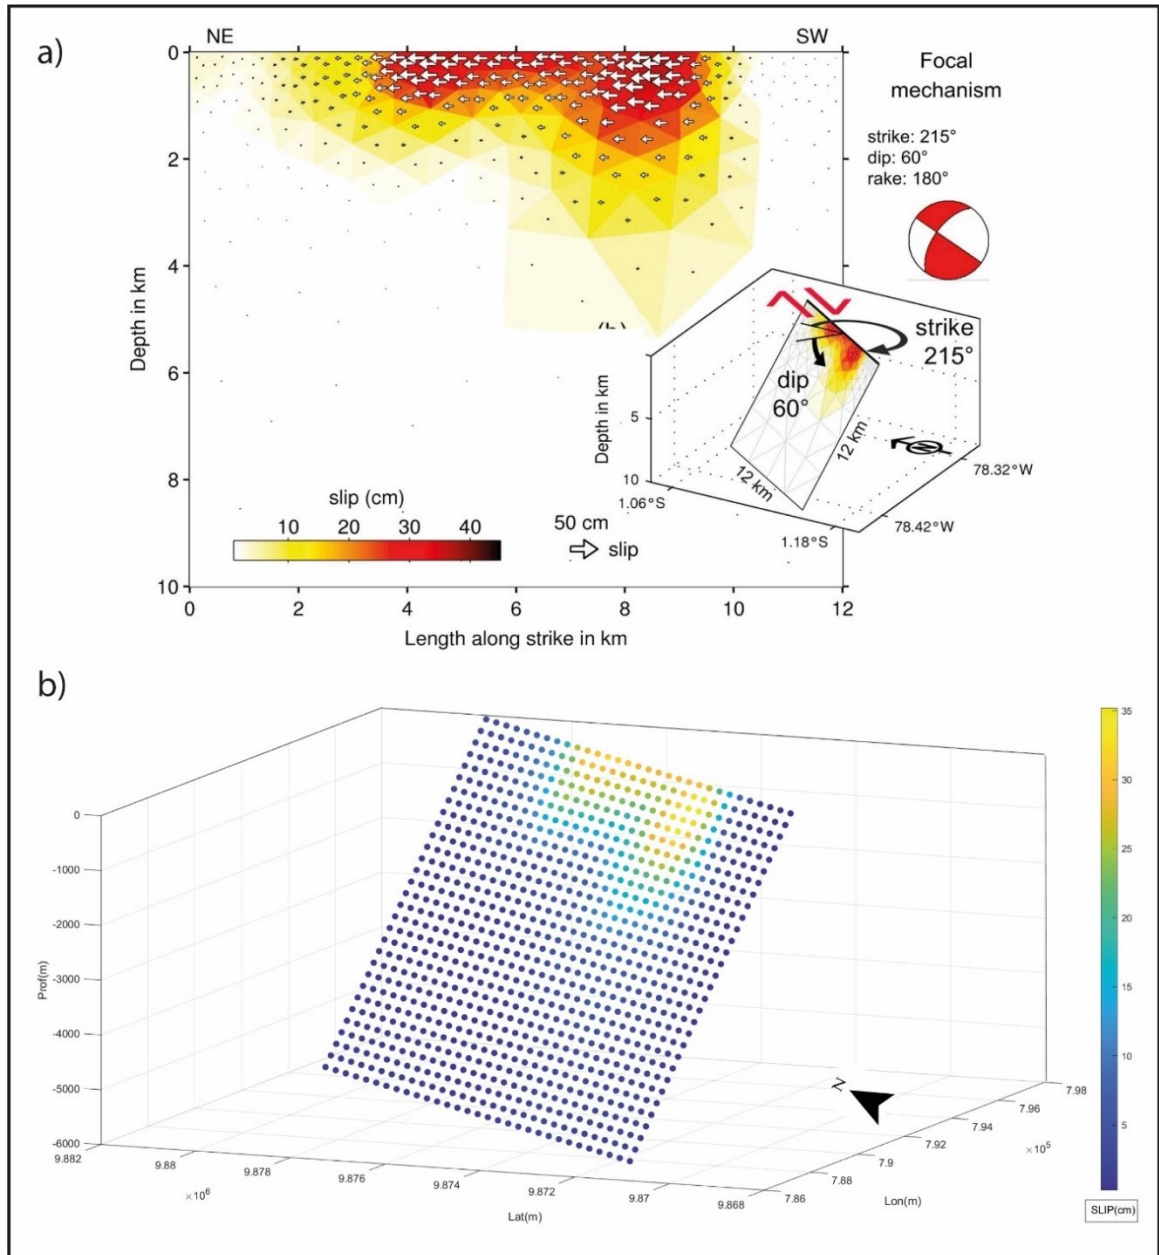 a)
NE
SW
Focal
mechanism
strike: 215°
dip: 60°
rake: 180°
0
2
4
6
8
10
Depth in km
0
2
4
6
8
10
12
Length along strike in km
slip (cm)
10
20
30
40
50 cm
slip
strike
215°
dip
60°
12 km
12 km
Depth in km
5
10
1.06°S
1.18°S
78.42°W
78.32°W
N
b)
0
-1000
-2000
-3000
-4000
-5000
-6000
Prof(m)
9.882
9.88
9.878
9.876
9.874
9.872
9.87
9.868
×10⁶
Lat(m)
7.86
7.88
7.9
7.92
7.94
7.96
7.98
×10⁵
Lon(m)
N
35
30
25
20
15
10
5
SLIP(cm)